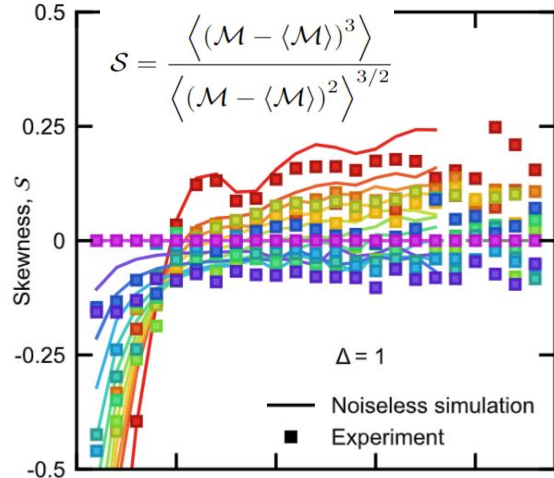 0.5
S = ⟨(M − ⟨M⟩)^3⟩ / ⟨(M − ⟨M⟩)^2⟩^{3/2}
0.25
Skewness, S
0
-0.25
Δ = 1
Noiseless simulation
Experiment
-0.5